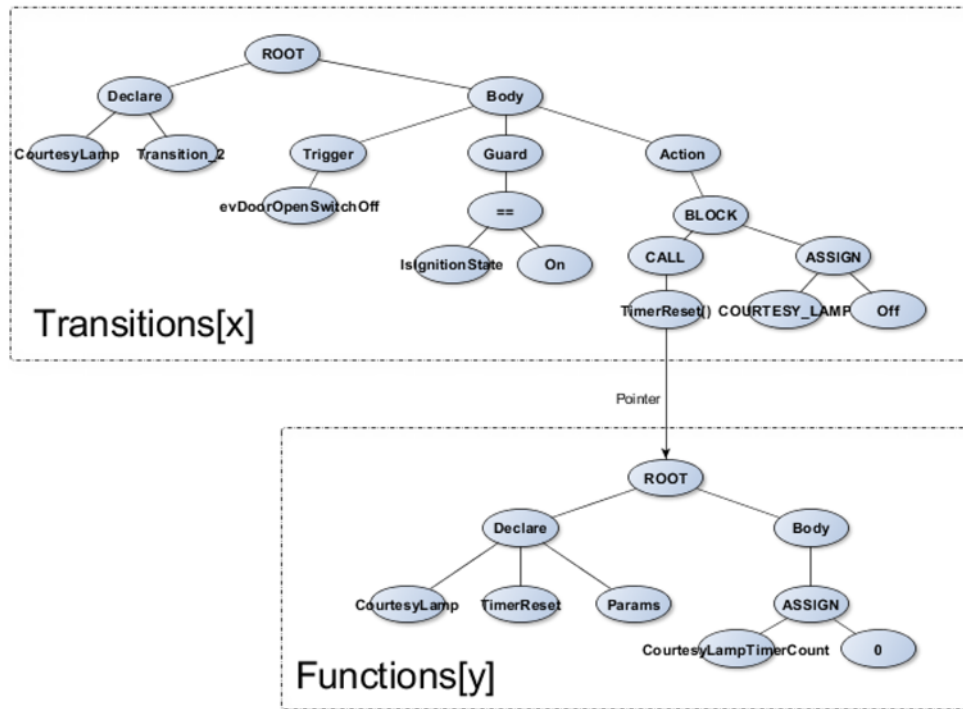 ROOT
Declare
Body
CourtesyLamp
Transition_2
Trigger
Guard
Action
evDoorOpenSwitchOff
==
BLOCK
IsIgnitionState
On
CALL
ASSIGN
Transitions[x]
TimerReset()
COURTESY_LAMP
Off
Pointer
ROOT
Declare
Body
CourtesyLamp
TimerReset
Params
ASSIGN
CourtesyLampTimerCount
0
Functions[y]